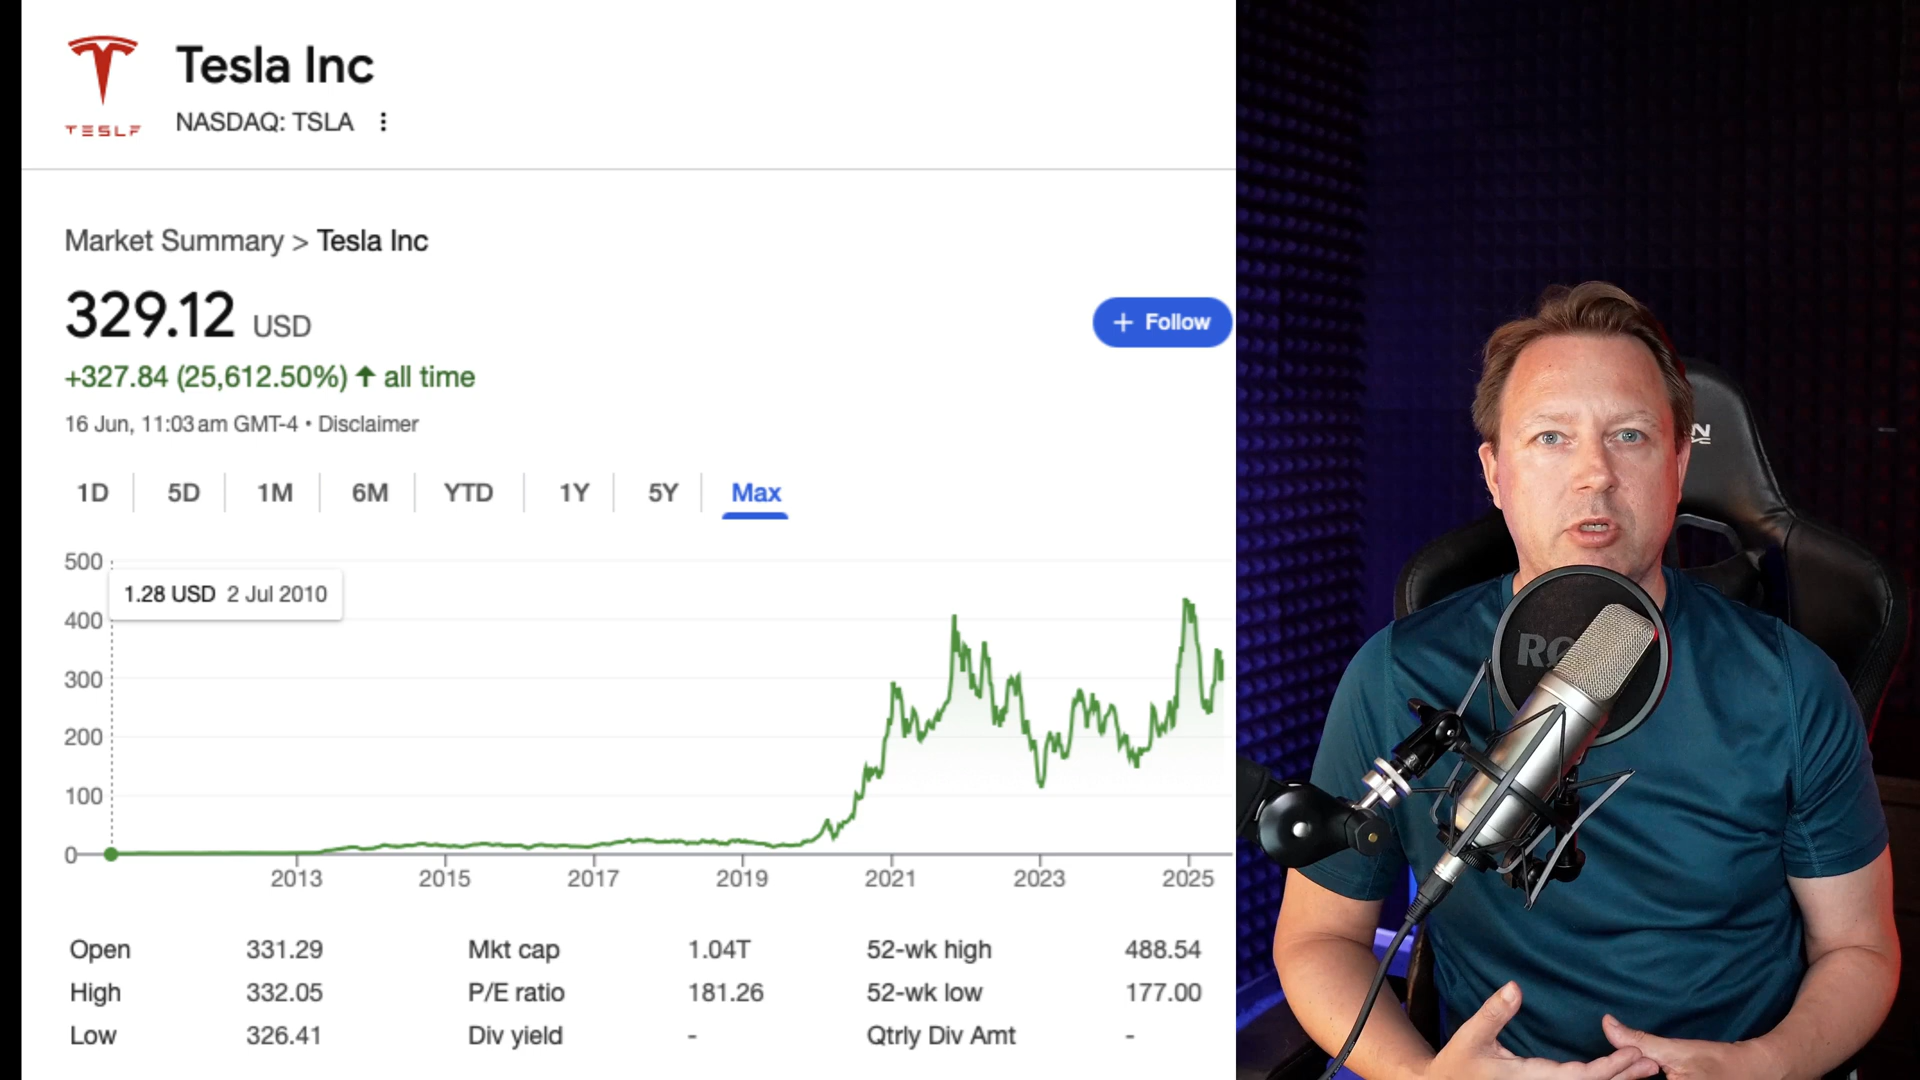 Tesla Inc
NASDAQ: TSLA
TESLF
Market Summary > Tesla Inc
329.12 USD
+ Follow
+327.84 (25,612.50%) ↑ all time
16 Jun, 11:03 am GMT-4 • Disclaimer
1D 5D 1M 6M YTD 1Y 5Y Max
500
1.28 USD 2 Jul 2010
400
300
200
100
0
2013 2015 2017 2019 2021 2023 2025
Open 331.29 Mkt cap 1.04T 52-wk high 488.54
High 332.05 P/E ratio 181.26 52-wk low 177.00
Low 326.41 Div yield - Qtrly Div Amt -